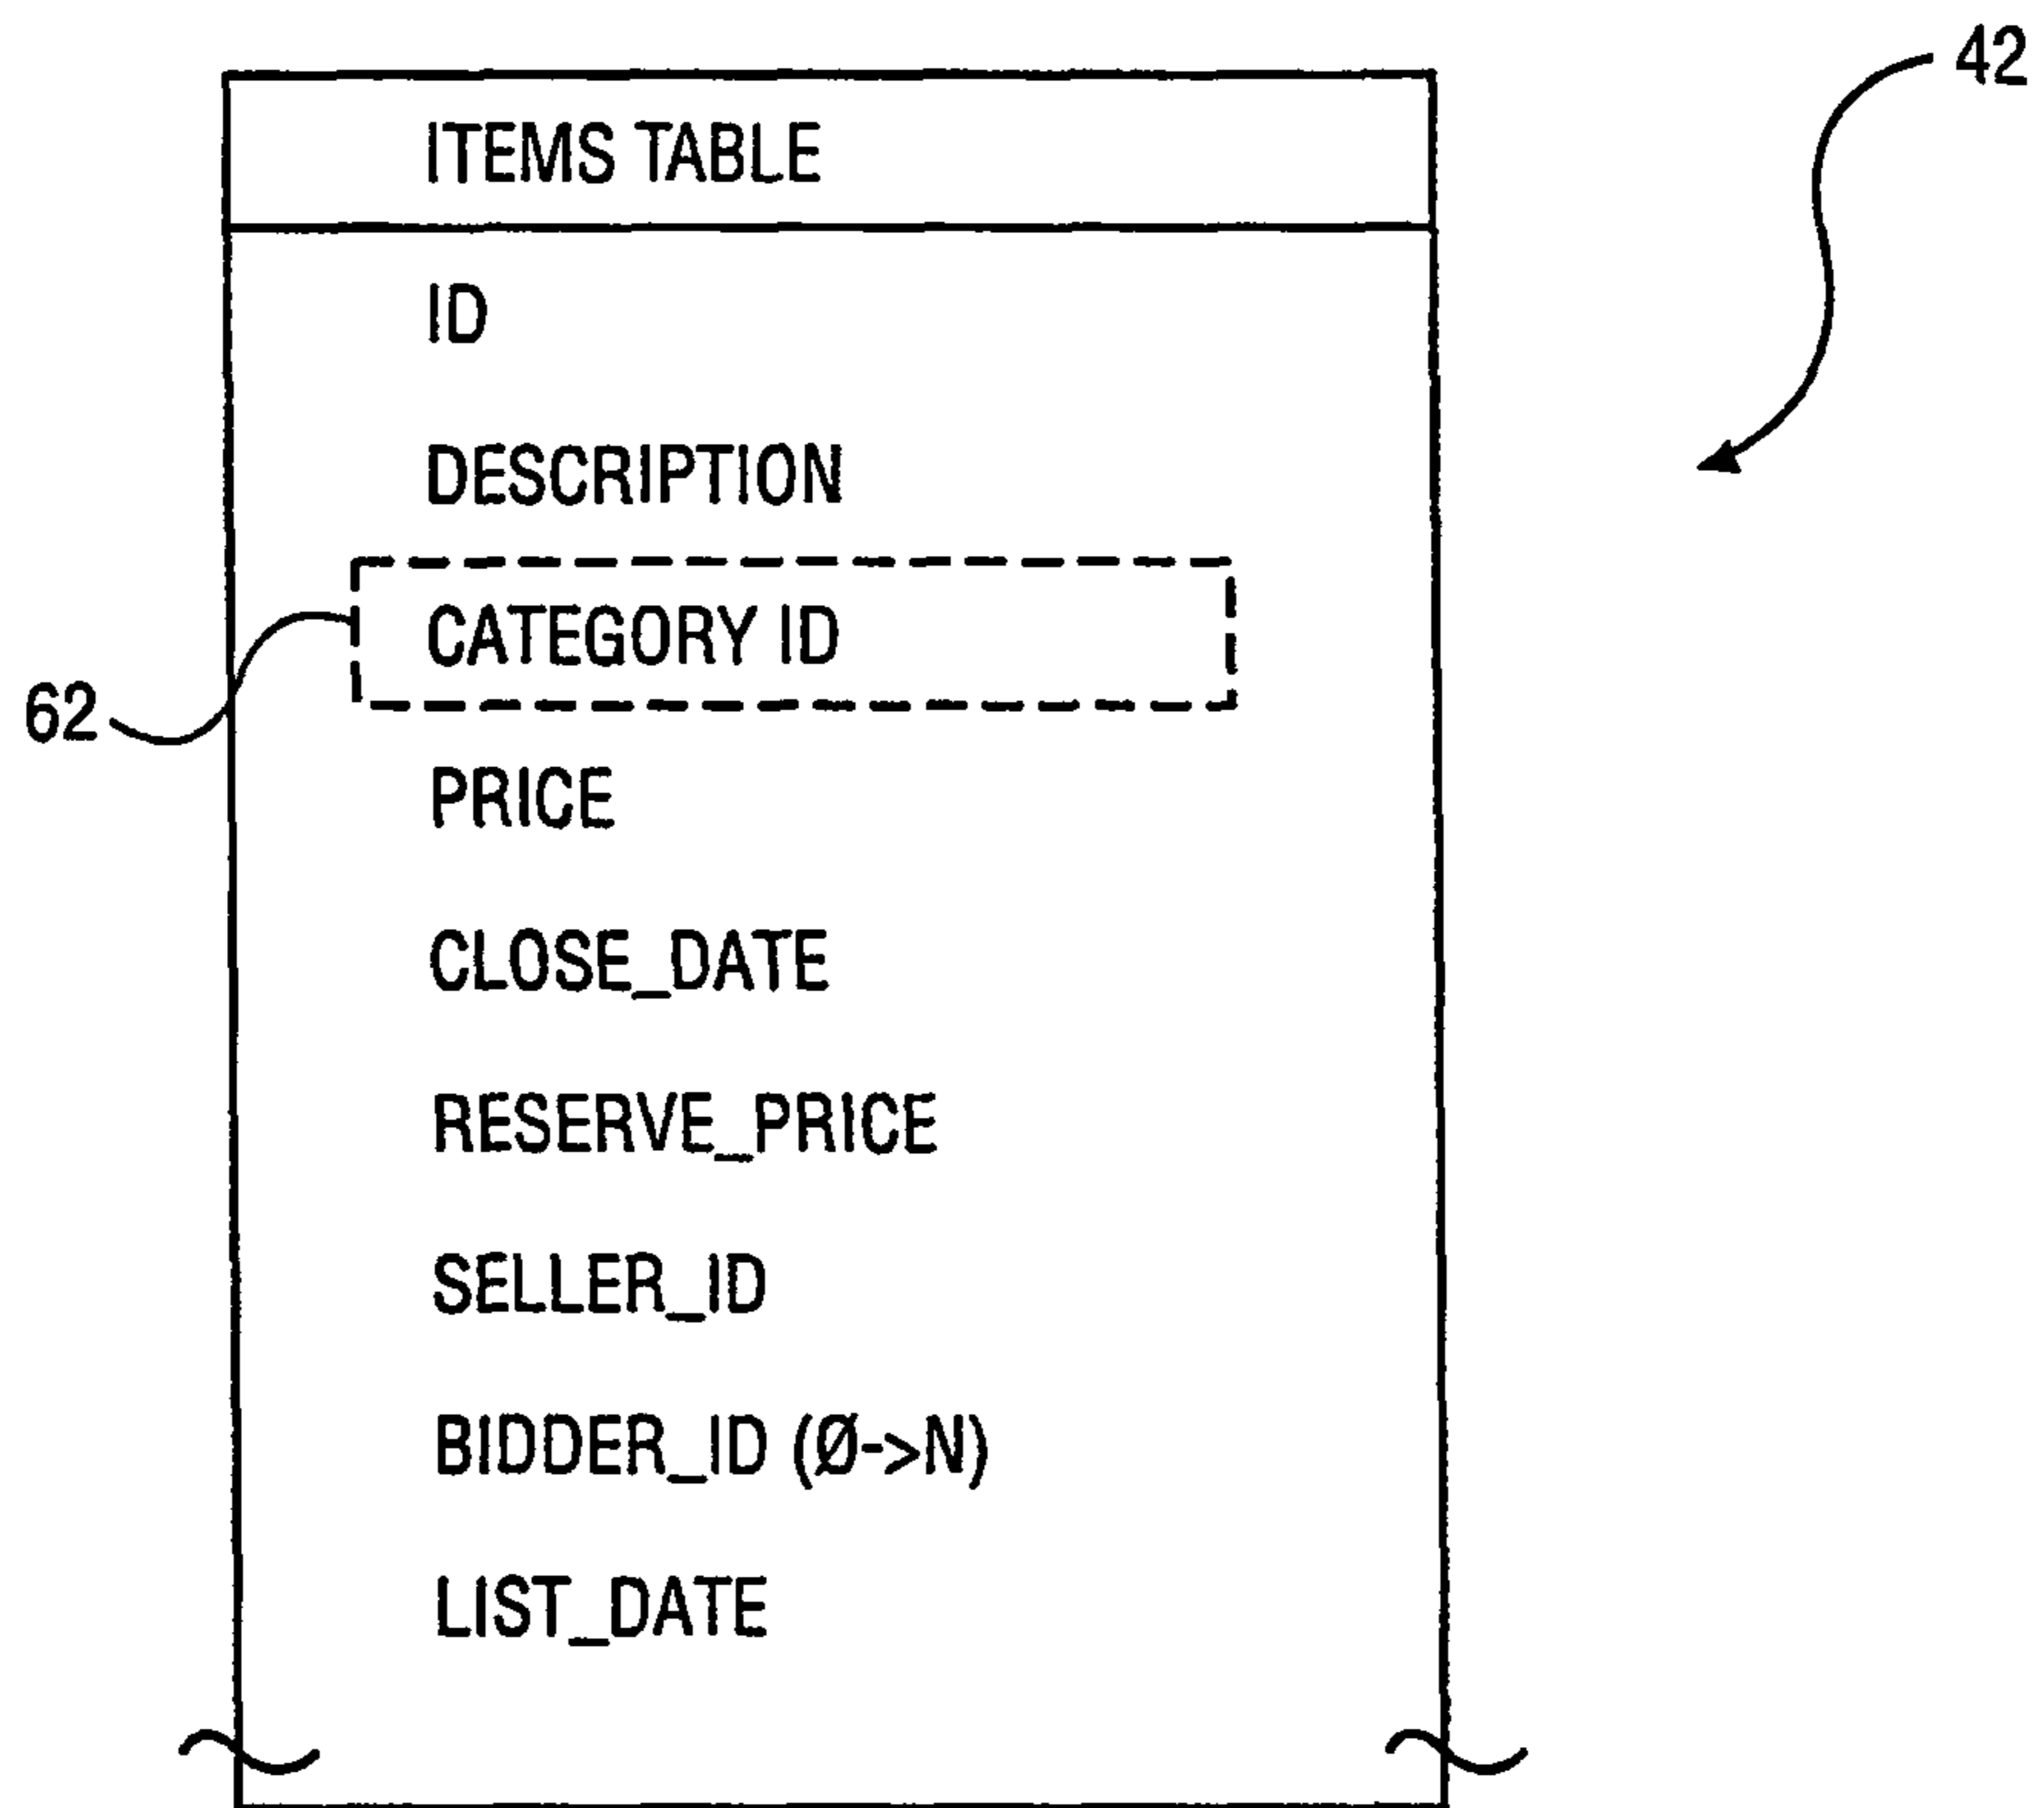 42
ITEMS TABLE
ID
DESCRIPTION
CATEGORY ID
62
PRICE
CLOSE_DATE
RESERVE_PRICE
SELLER_ID
BIDDER_ID (Ø->N)
LIST_DATE